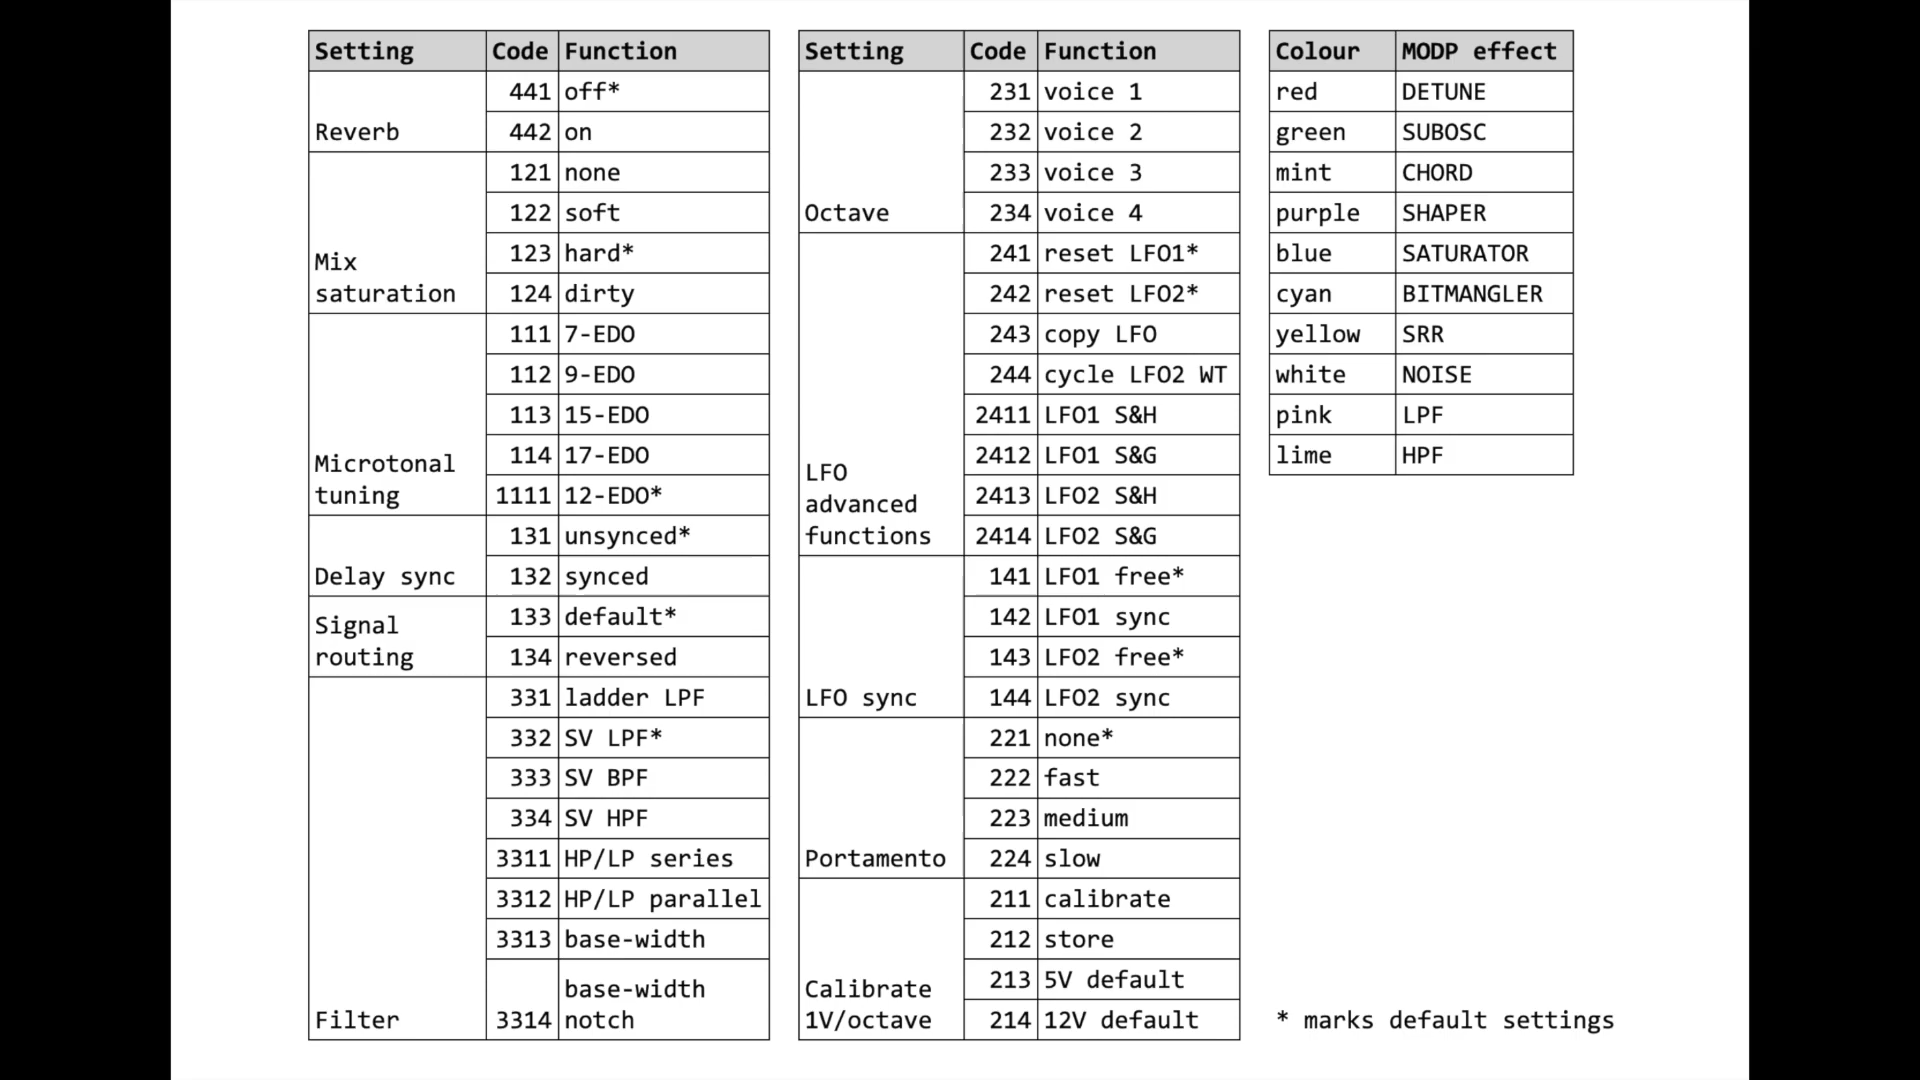 Setting Code Function
441 off*
Reverb 442 on
121 none
122 soft
Mix
saturation
123 hard*
124 dirty
111 7-EDO
112 9-EDO
113 15-EDO
Microtonal
tuning
114 17-EDO
1111 12-EDO*
131 unsynced*
Delay sync 132 synced
Signal
routing
133 default*
134 reversed
331 ladder LPF
332 SV LPF*
333 SV BPF
334 SV HPF
3311 HP/LP series
3312 HP/LP parallel
3313 base-width
Filter 3314 base-width
notch
Setting Code Function
231 voice 1
232 voice 2
233 voice 3
Octave 234 voice 4
241 reset LFO1*
242 reset LFO2*
243 copy LFO
244 cycle LFO2 WT
2411 LFO1 S&H
LFO
advanced
functions
2412 LFO1 S&G
2413 LFO2 S&H
2414 LFO2 S&G
141 LFO1 free*
142 LFO1 sync
143 LFO2 free*
LFO sync 144 LFO2 sync
221 none*
222 fast
223 medium
Portamento 224 slow
211 calibrate
212 store
Calibrate
1V/octave
213 5V default
214 12V default
Colour MODP effect
red DETUNE
green SUBOSC
mint CHORD
purple SHAPER
blue SATURATOR
cyan BITMANGLER
yellow SRR
white NOISE
pink LPF
lime HPF
* marks default settings